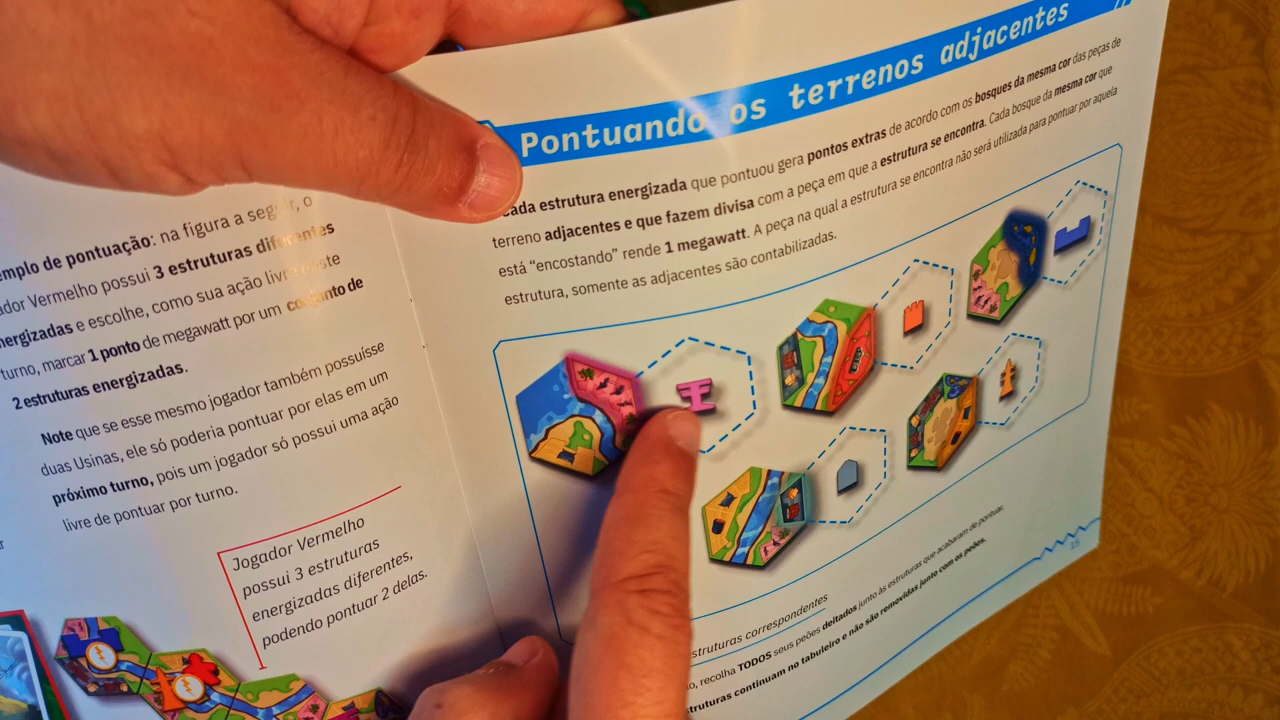 emplo de pontuação: na figura a seguir, o
ador Vermelho possui 3 estruturas diferentes
nergizadas e escolhe, como sua ação livre neste
turno, marcar 1 ponto de megawatt por um conjunto de
2 estruturas energizadas.
Note que se esse mesmo jogador também possuísse
duas Usinas, ele só poderia pontuar por elas em um
próximo turno, pois um jogador só possui uma ação
livre de pontuar por turno.
Jogador Vermelho
possui 3 estruturas
energizadas diferentes,
podendo pontuar 2 delas.
Pontuando os terrenos adjacentes
Cada estrutura energizada que pontuou gera pontos extras de acordo com os bosques da mesma cor das peças de
terreno adjacentes e que fazem divisa com a peça em que a estrutura se encontra. Cada bosque da mesma cor que
está “encostando” rende 1 megawatt. A peça na qual a estrutura se encontra não será utilizada para pontuar por aquela
estrutura, somente as adjacentes são contabilizadas.
struturas correspondentes
o, recolha TODOS seus peões deitados junto às estruturas que acabaram de pontuar.
struturas continuam no tabuleiro e não são removidas junto com os peões.
15